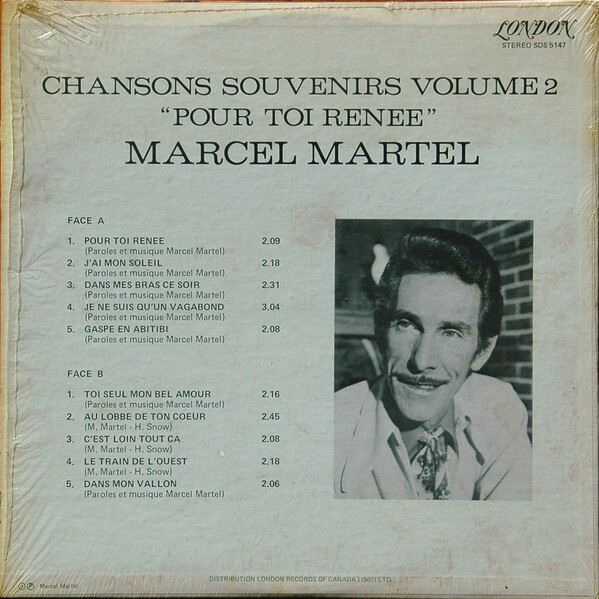 LONDON
STEREO SDS 5147
CHANSONS SOUVENIRS VOLUME 2
“POUR TOI RENEE”
MARCEL MARTEL
FACE A
1. POUR TOI RENEE 2,09
(Paroles et musique Marcel Martel)
2. J'AI MON SOLEIL 2,18
(Paroles et musique Marcel Martel)
3. DANS MES BRAS CE SOIR 2,31
(Paroles et musique Marcel Martel)
4. JE NE SUIS QU'UN VAGABOND 3,04
(Paroles et musique Marcel Martel)
5. GASPE EN ABITIBI 2,08
(Paroles et musique Marcel Martel)
FACE B
1. TOI SEUL MON BEL AMOUR 2,16
(Paroles et musique Marcel Martel)
2. AU LOBBE DE TON COEUR 2,45
(M. Martel - H. Snow)
3. C'EST LOIN TOUT CA 2,08
(M. Martel - H. Snow)
4. LE TRAIN DE L'OUEST 2,18
(M. Martel - H. Snow)
5. DANS MON VALLON 2.06
(Paroles et musique Marcel Martel)
DISTRIBUTION LONDON RECORDS OF CANADA (1967) LTD.
©℗ Marcel Martel